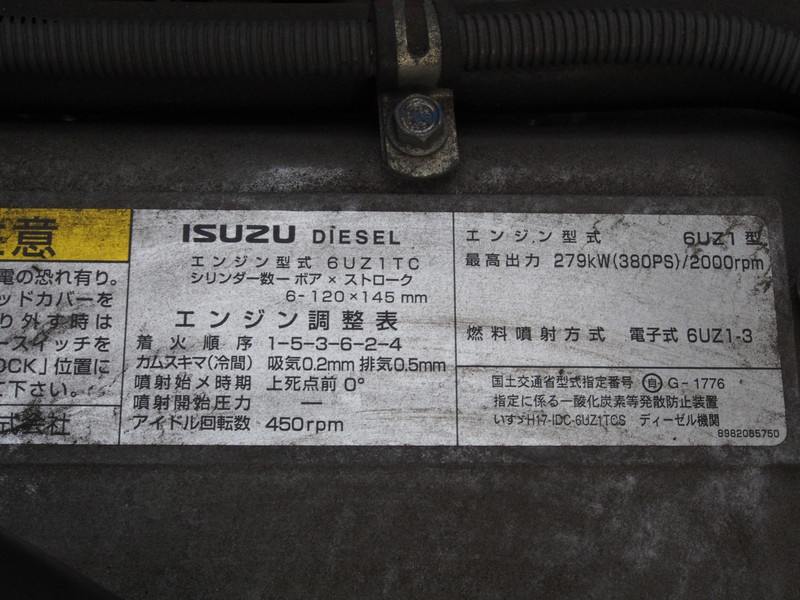 意
電の恐れ有り。
ッドカバーを
り外す時は
ースイッチを
OCK」位置に
て下さい。
式会社
ISUZU DIESEL
エンジン型式 6UZ1TC
シリンダー数ー ボア × ストローク
6-120×145 mm
エンジン調整表
着火順序 1-5-3-6-2-4
カムスキマ(冷間) 吸気0.2mm 排気0.5mm
噴射始メ時期 上死点前 0°
噴射開始圧力 ―
アイドル回転数 450rpm
エンジン型式 6UZ1型
最高出力 279kW(380PS)/2000rpm
燃料噴射方式 電子式 6UZ1-3
国土交通省型式指定番号 自 G-1776
指定に係る一酸化炭素等発散防止装置
いすゞH17-IDC-6UZ1TCS ディーゼル機関
8982085750